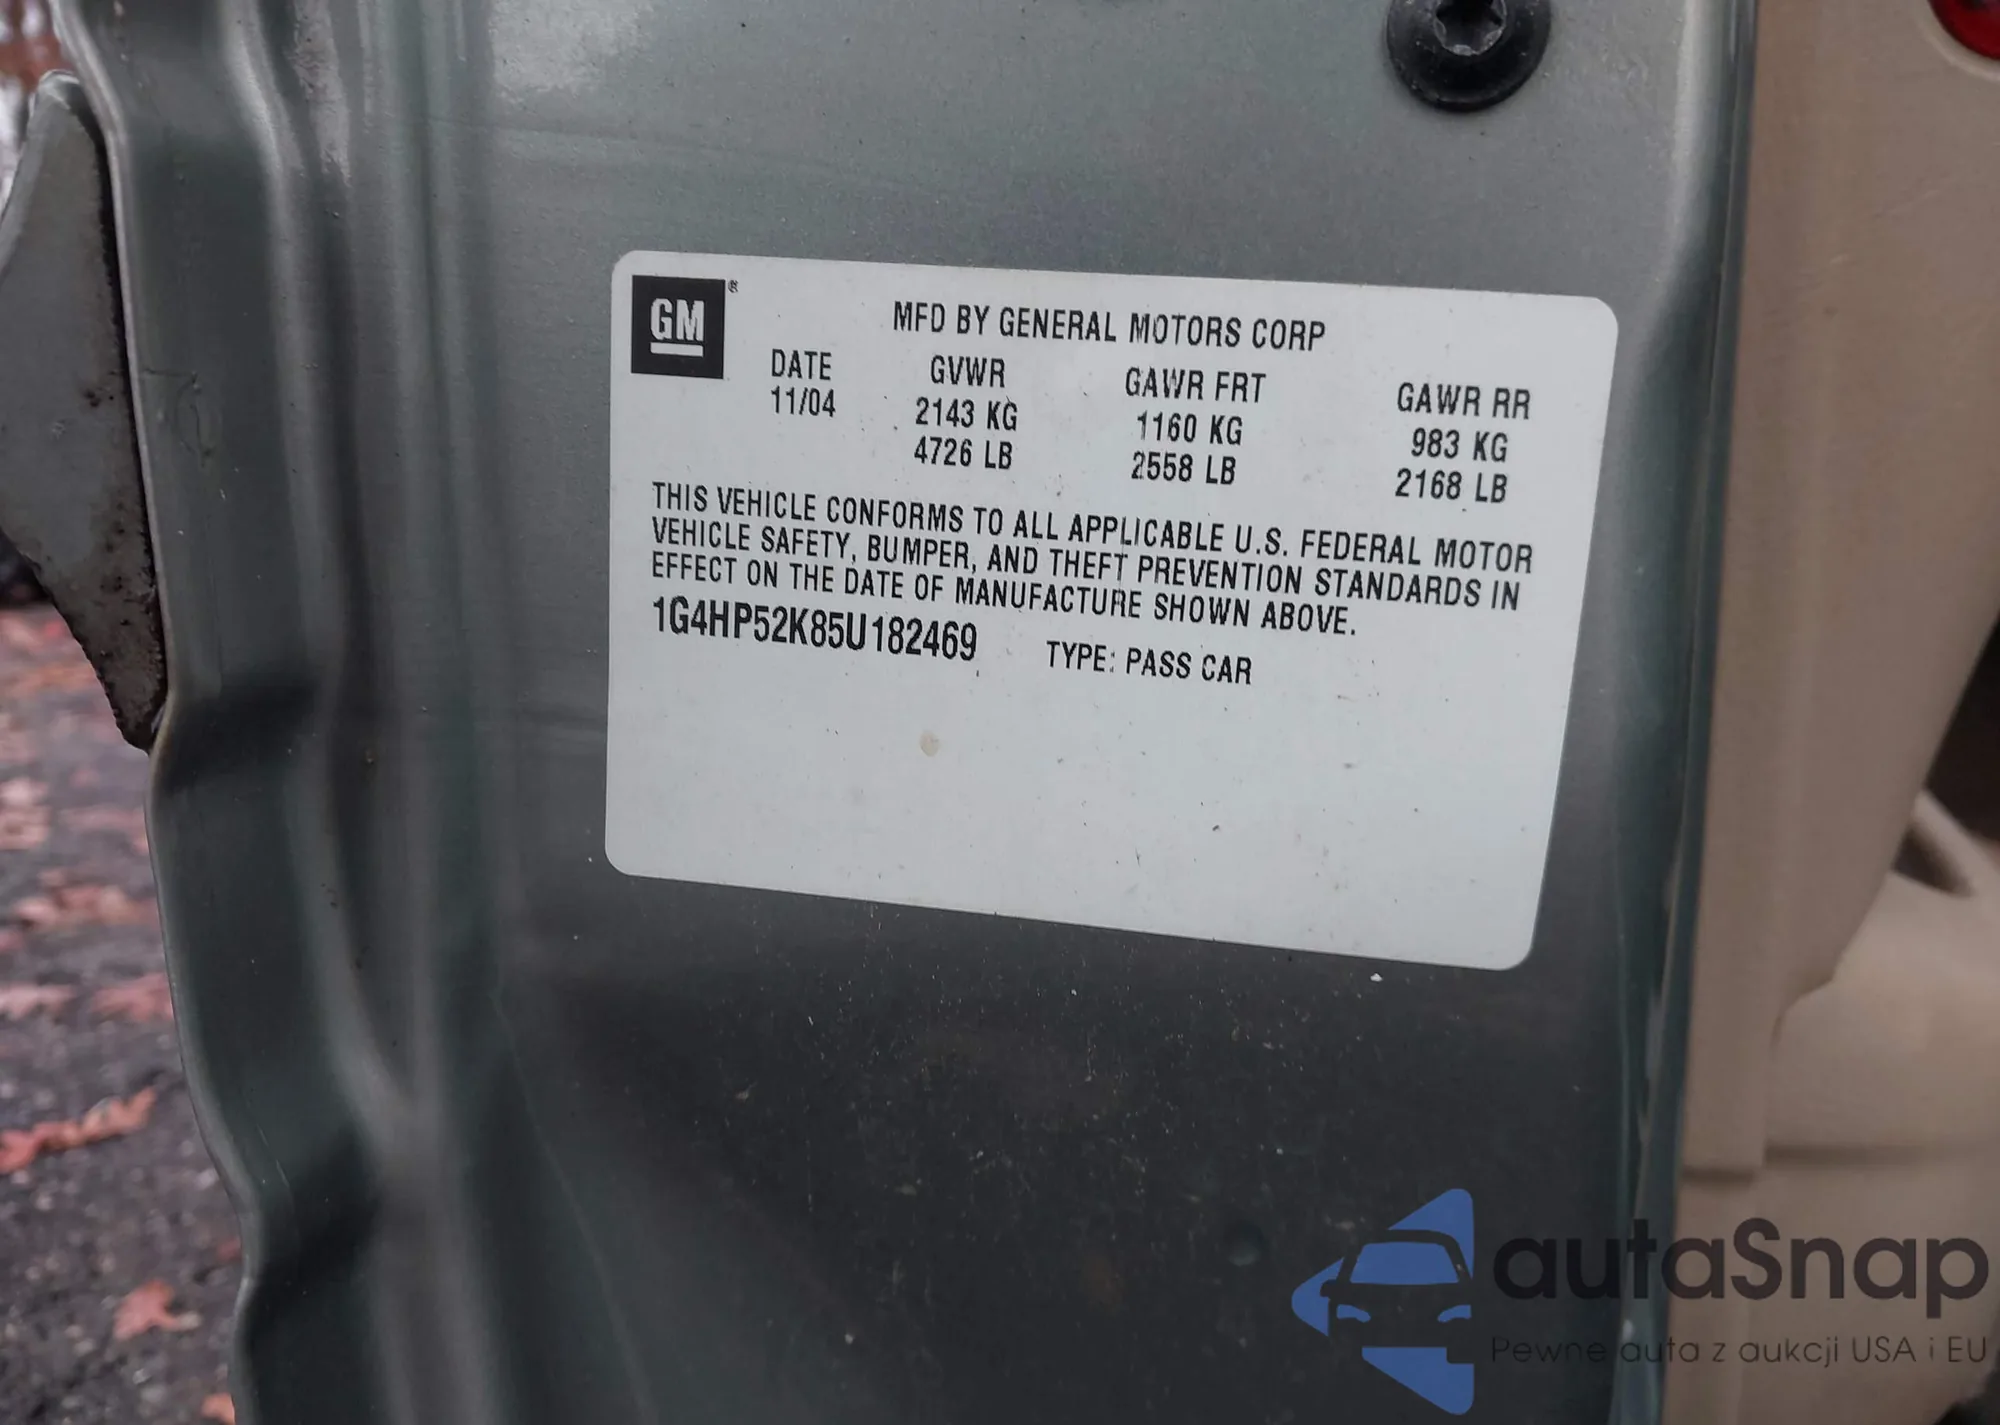 GM ®
MFD BY GENERAL MOTORS CORP
DATE GVWR GAWR FRT GAWR RR
11/04 2143 KG 1160 KG 983 KG
4726 LB 2558 LB 2168 LB
THIS VEHICLE CONFORMS TO ALL APPLICABLE U.S. FEDERAL MOTOR
VEHICLE SAFETY, BUMPER, AND THEFT PREVENTION STANDARDS IN
EFFECT ON THE DATE OF MANUFACTURE SHOWN ABOVE.
1G4HP52K85U182469 TYPE: PASS CAR
autaSnap
Pewne auta z aukcji USA i EU